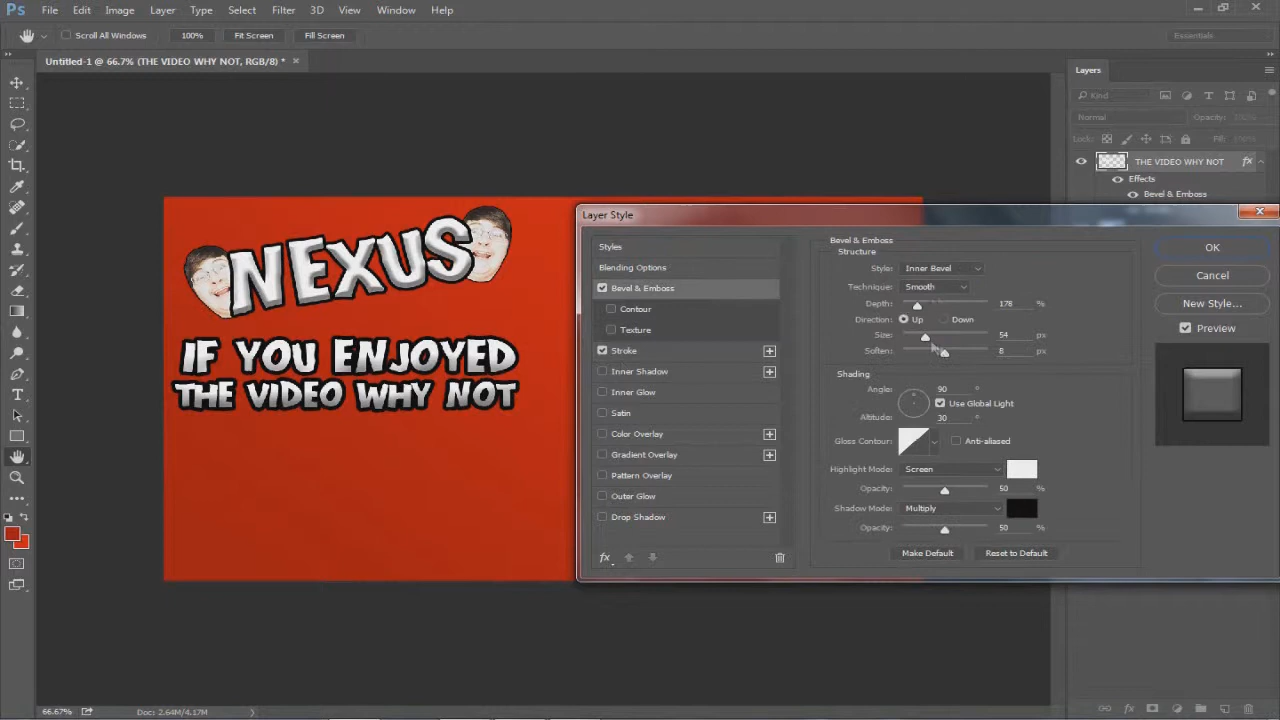 Ps File Edit Image Layer Type Select Filter 3D View Window Help
Scroll All Windows 100% Fit Screen Fill Screen Essentials
Untitled-1 @ 66.7% (THE VIDEO WHY NOT, RGB/8) *
Layers
Kind
Normal Opacity: 100%
Lock: Fill: 100%
THE VIDEO WHY NOT fx
Effects
Bevel & Emboss
NEXUS
IF YOU ENJOYED
THE VIDEO WHY NOT
Layer Style
Styles
Blending Options
Bevel & Emboss
Contour
Texture
Stroke
Inner Shadow
Inner Glow
Satin
Color Overlay
Gradient Overlay
Pattern Overlay
Outer Glow
Drop Shadow
fx
Bevel & Emboss
Structure
Style: Inner Bevel
Technique: Smooth
Depth: 178 %
Direction: Up Down
Size: 54 px
Soften: 8 px
Shading
Angle: 90 °
Use Global Light
Altitude: 30 °
Gloss Contour: Anti-aliased
Highlight Mode: Screen
Opacity: 50 %
Shadow Mode: Multiply
Opacity: 50 %
Make Default Reset to Default
OK
Cancel
New Style...
Preview
66.67% Doc: 2.64M/4.17M
fx